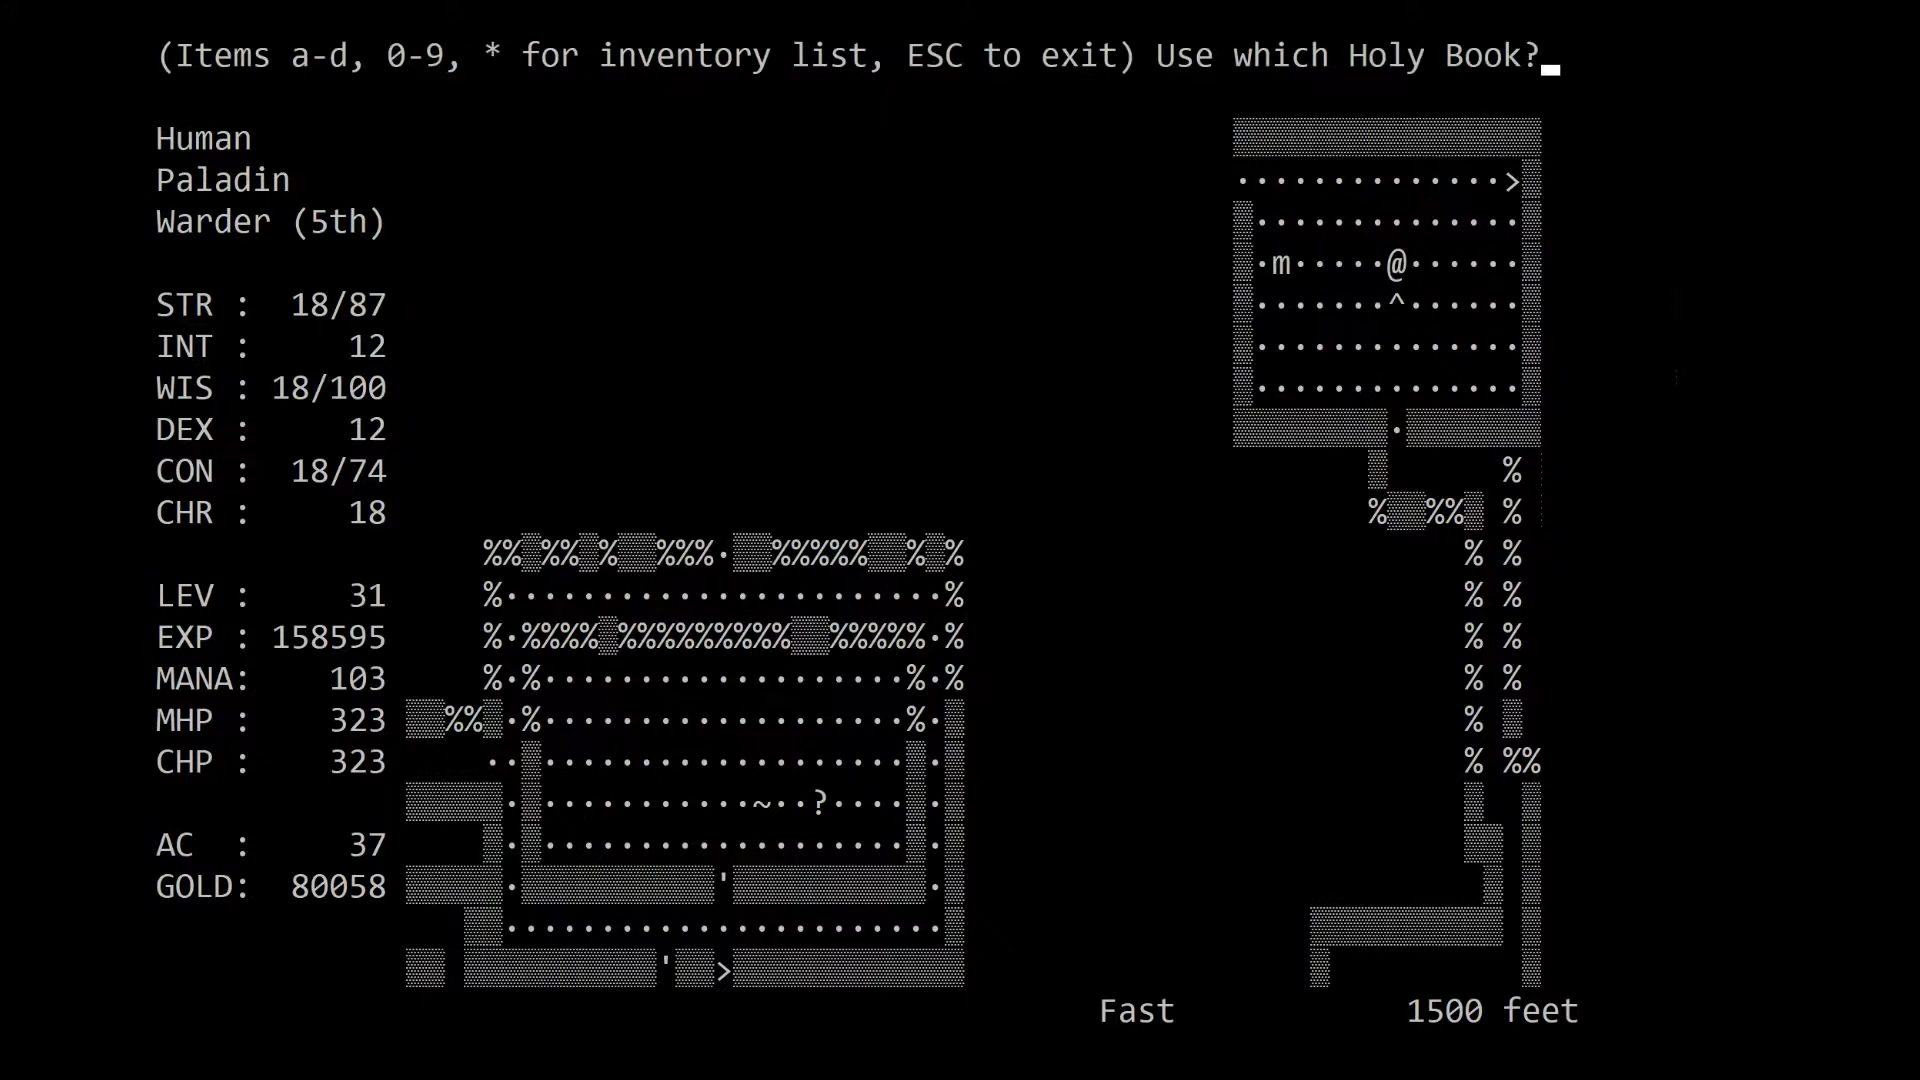 (Items a-d, 0-9, * for inventory list, ESC to exit) Use which Holy Book?
Human
Paladin
Warder (5th)
STR : 18/87
INT : 12
WIS : 18/100
DEX : 12
CON : 18/74
CHR : 18
LEV : 31
EXP : 158595
MANA: 103
MHP : 323
CHP : 323
AC : 37
GOLD: 80058
Fast 1500 feet